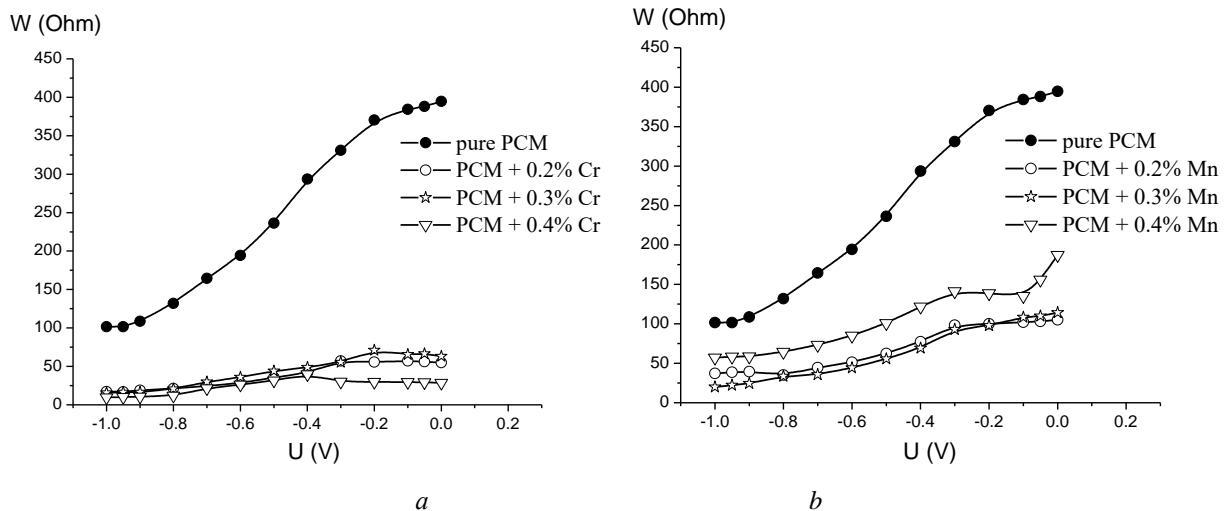 W (Ohm)
450
400
350
300
250
200
150
100
50
0
-1.0 -0.8 -0.6 -0.4 -0.2 0.0 0.2
U (V)
pure PCM
PCM + 0.2% Cr
PCM + 0.3% Cr
PCM + 0.4% Cr
a
W (Ohm)
450
400
350
300
250
200
150
100
50
0
-1.0 -0.8 -0.6 -0.4 -0.2 0.0 0.2
U (V)
pure PCM
PCM + 0.2% Mn
PCM + 0.3% Mn
PCM + 0.4% Mn
b